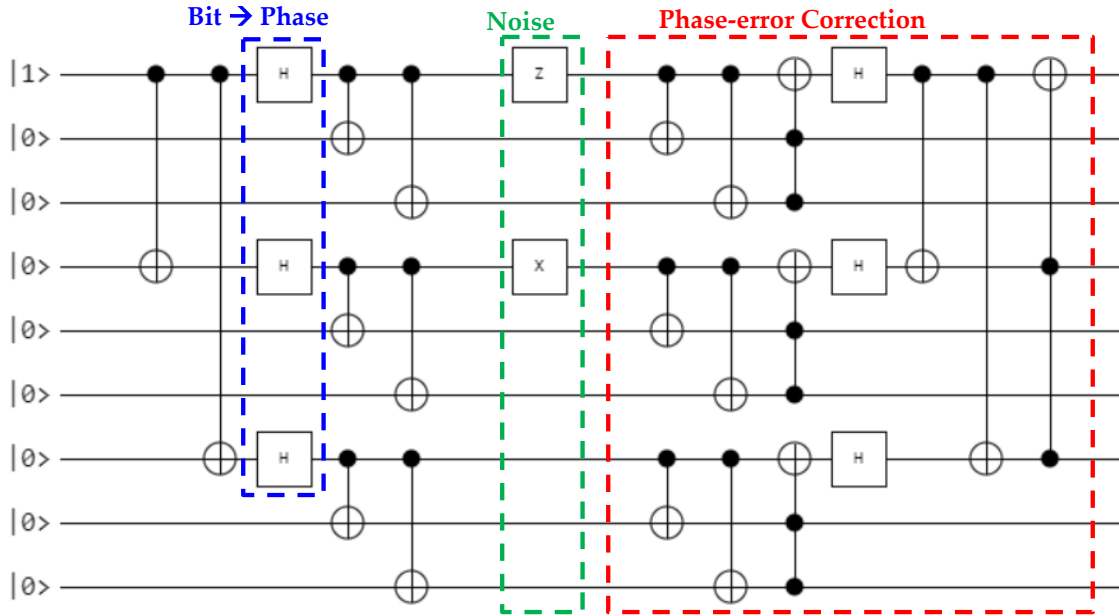 Bit → Phase
Noise
Phase-error Correction
|1> H Z H
|0>
|0>
|0> H X H
|0>
|0>
|0> H H
|0>
|0>